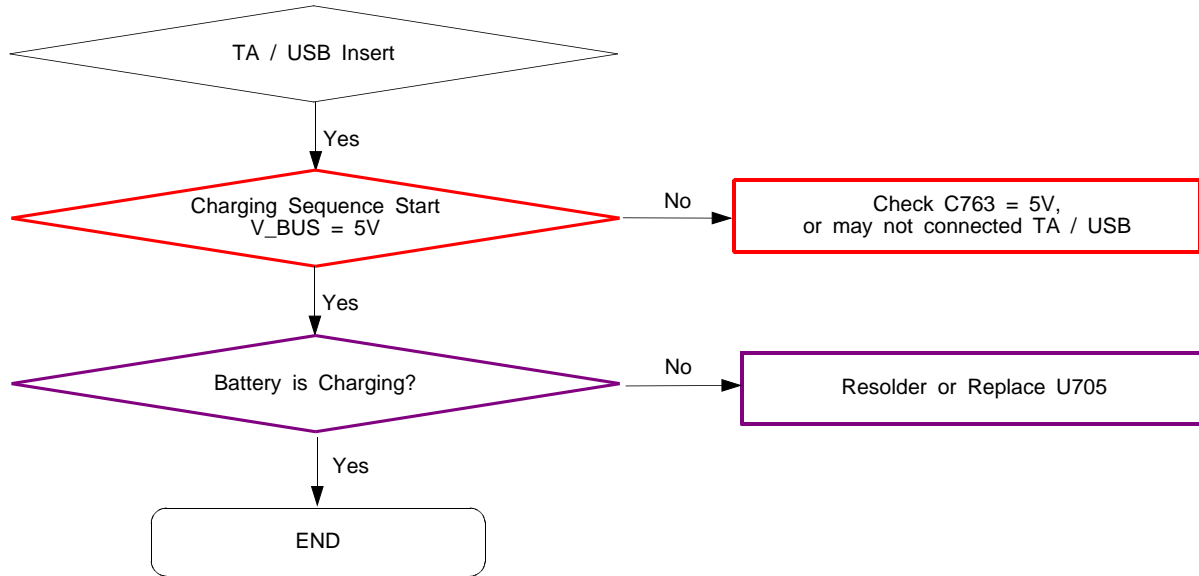 TA / USB Insert
Yes
Charging Sequence Start
V_BUS = 5V
No
Check C763 = 5V,
or may not connected TA / USB
Yes
Battery is Charging?
No
Resolder or Replace U705
Yes
END